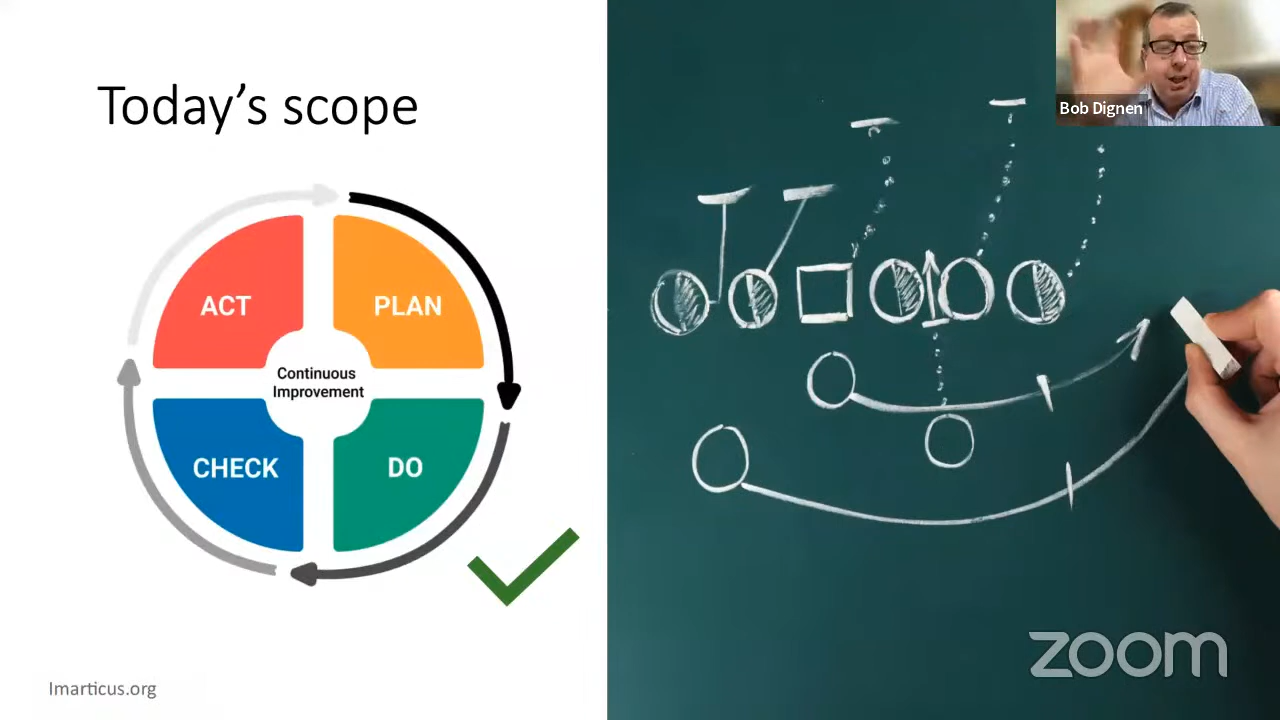 Today's scope
ACT
PLAN
Continuous
Improvement
CHECK
DO
Imarticus.org
Bob Dignen
zoom